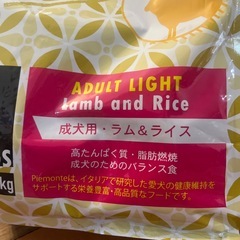 ADULT LIGHT
Lamb and Rice
成犬用・ラム＆ライス
高たんぱく質・脂肪燃焼
成犬のためのバランス食
Piemonteは、イタリアで研究した愛犬の健康維持を
サポートする栄養豊富・高品質なフードです。
kg